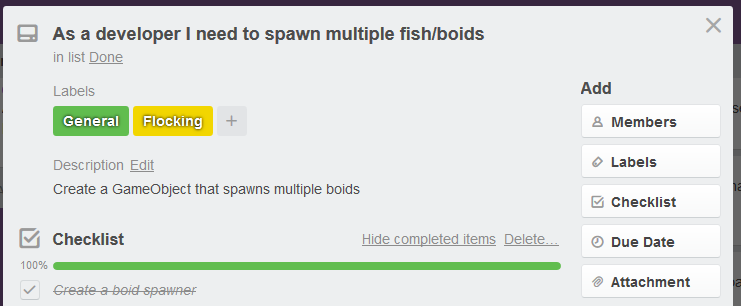 As a developer I need to spawn multiple fish/boids
in list Done
Labels
General Flocking +
Description Edit
Create a GameObject that spawns multiple boids
Checklist Hide completed items Delete...
100%
Create a boid spawner
Add
Members
Labels
Checklist
Due Date
Attachment